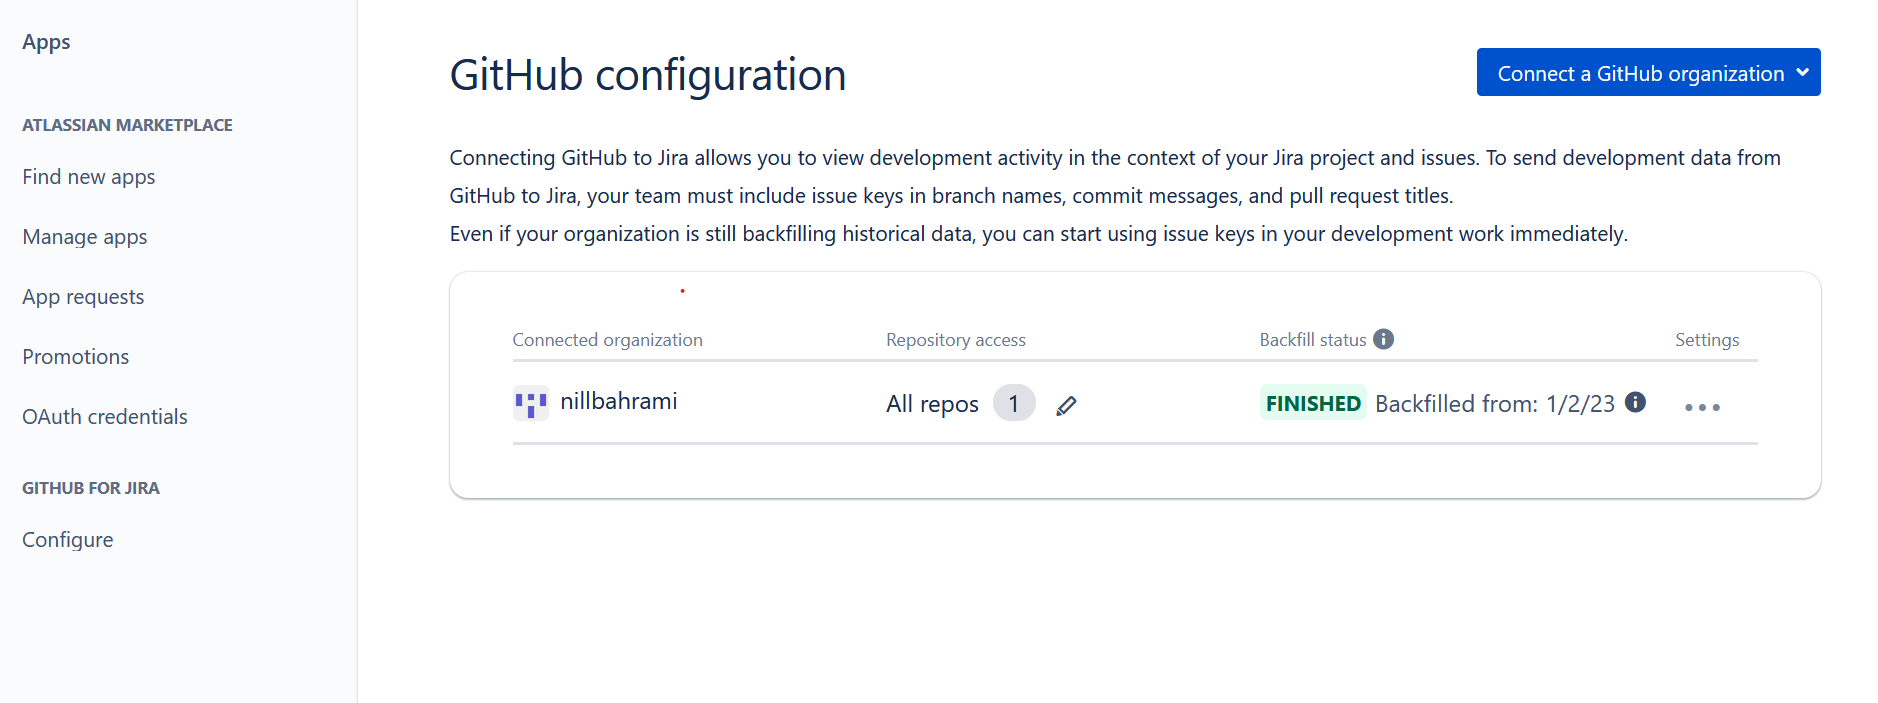 Apps
ATLASSIAN MARKETPLACE
Find new apps
Manage apps
App requests
Promotions
OAuth credentials
GITHUB FOR JIRA
Configure
GitHub configuration
Connect a GitHub organization
Connecting GitHub to Jira allows you to view development activity in the context of your Jira project and issues. To send development data from
GitHub to Jira, your team must include issue keys in branch names, commit messages, and pull request titles.
Even if your organization is still backfilling historical data, you can start using issue keys in your development work immediately.
Connected organization Repository access Backfill status Settings
nillbahrami All repos 1 FINISHED Backfilled from: 1/2/23